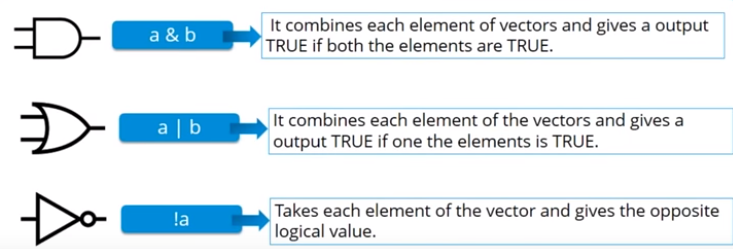 a & b
It combines each element of vectors and gives a output
TRUE if both the elements are TRUE.
a | b
It combines each element of the vectors and gives a
output TRUE if one the elements is TRUE.
!a
Takes each element of the vector and gives the opposite
logical value.